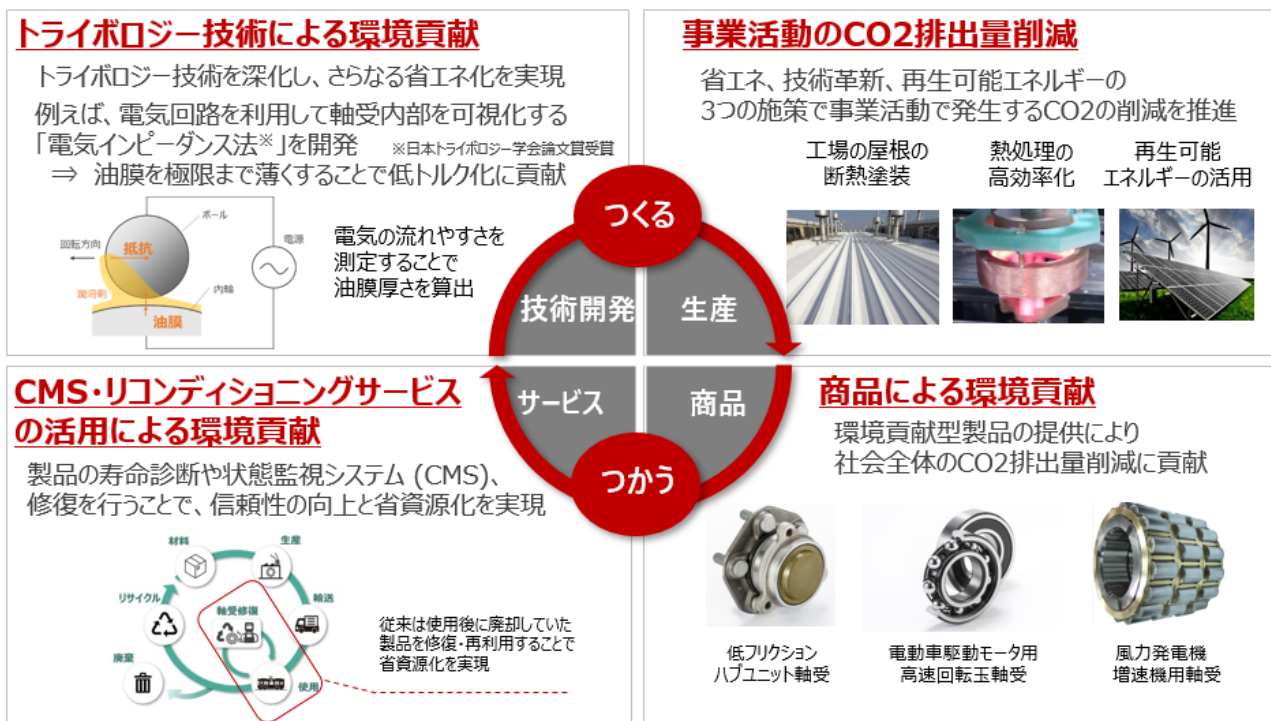 トライボロジー技術による環境貢献
トライボロジー技術を深化し、さらなる省エネ化を実現
例えば、電気回路を利用して軸受内部を可視化する
「電気インピーダンス法※」を開発 ※日本トライボロジー学会論文賞受賞
⇒ 油膜を極限まで薄くすることで低トルク化に貢献
ボール
回転方向
抵抗
電源
潤滑剤
内輪
油膜
電気の流れやすさを
測定することで
油膜厚さを算出
事業活動のCO2排出量削減
省エネ、技術革新、再生可能エネルギーの
3つの施策で事業活動で発生するCO2の削減を推進
工場の屋根の
断熱塗装
熱処理の
高効率化
再生可能
エネルギーの活用
つくる
技術開発
生産
サービス
商品
つかう
CMS・リコンディショニングサービス
の活用による環境貢献
製品の寿命診断や状態監視システム (CMS)、
修復を行うことで、信頼性の向上と省資源化を実現
材料
生産
リサイクル
軸受修復
輸送
廃棄
使用
従来は使用後に廃却していた
製品を修復・再利用することで
省資源化を実現
商品による環境貢献
環境貢献型製品の提供により
社会全体のCO2排出量削減に貢献
低フリクション
ハブユニット軸受
電動車駆動モータ用
高速回転玉軸受
風力発電機
増速機用軸受